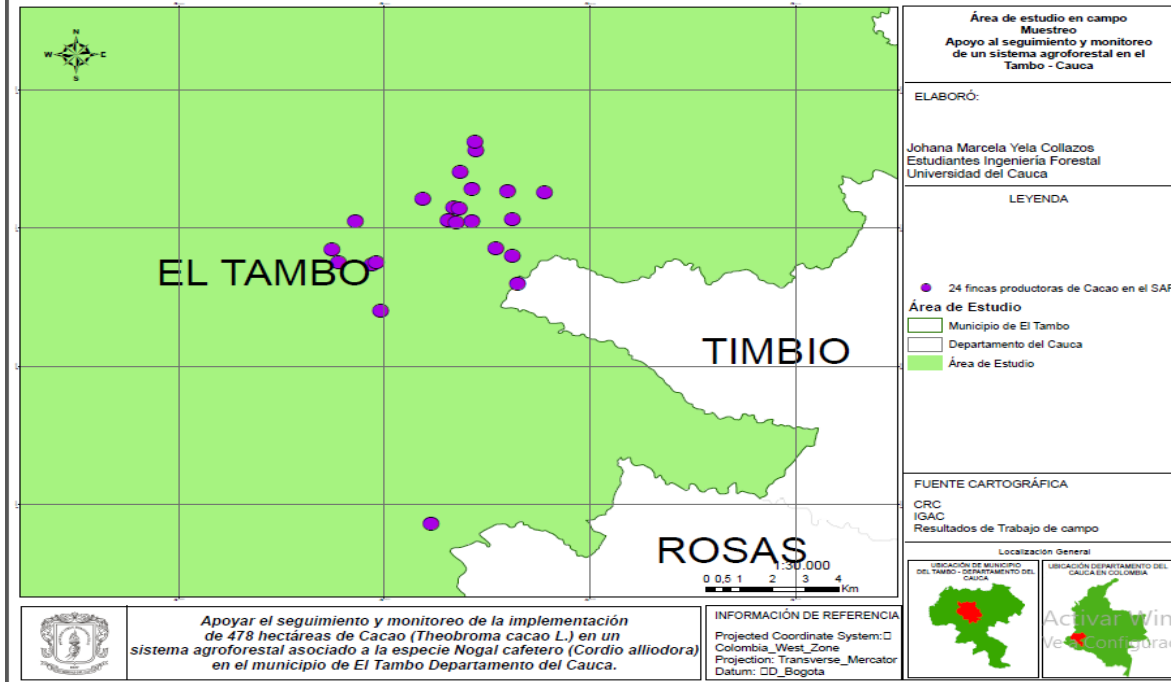 N
W E
S
EL TAMBO
TIMBIO
ROSAS
1:30.000
0 0,5 1 2 3 4
Km
Área de estudio en campo
Muestreo
Apoyo al seguimiento y monitoreo
de un sistema agroforestal en el
Tambo - Cauca
ELABORÓ:
Johana Marcela Yela Collazos
Estudiantes Ingeniería Forestal
Universidad del Cauca
LEYENDA
24 fincas productoras de Cacao en el SAF
Área de Estudio
Municipio de El Tambo
Departamento del Cauca
Área de Estudio
FUENTE CARTOGRÁFICA
CRC
IGAC
Resultados de Trabajo de campo
Localización General
UBICACIÓN DE MUNICIPIO
DEL TAMBO - DEPARTAMENTO DEL
CAUCA
UBICACIÓN DEPARTAMENTO DEL
CAUCA EN COLOMBIA
Activar Win
Apoyar el seguimiento y monitoreo de la implementación
de 478 hectáreas de Cacao (Theobroma cacao L.) en un
sistema agroforestal asociado a la especie Nogal cafetero (Cordio alliodora)
en el municipio de El Tambo Departamento del Cauca.
INFORMACIÓN DE REFERENCIA
Projected Coordinate System:
Colombia_West_Zone
Projection: Transverse_Mercator
Datum: D_Bogota